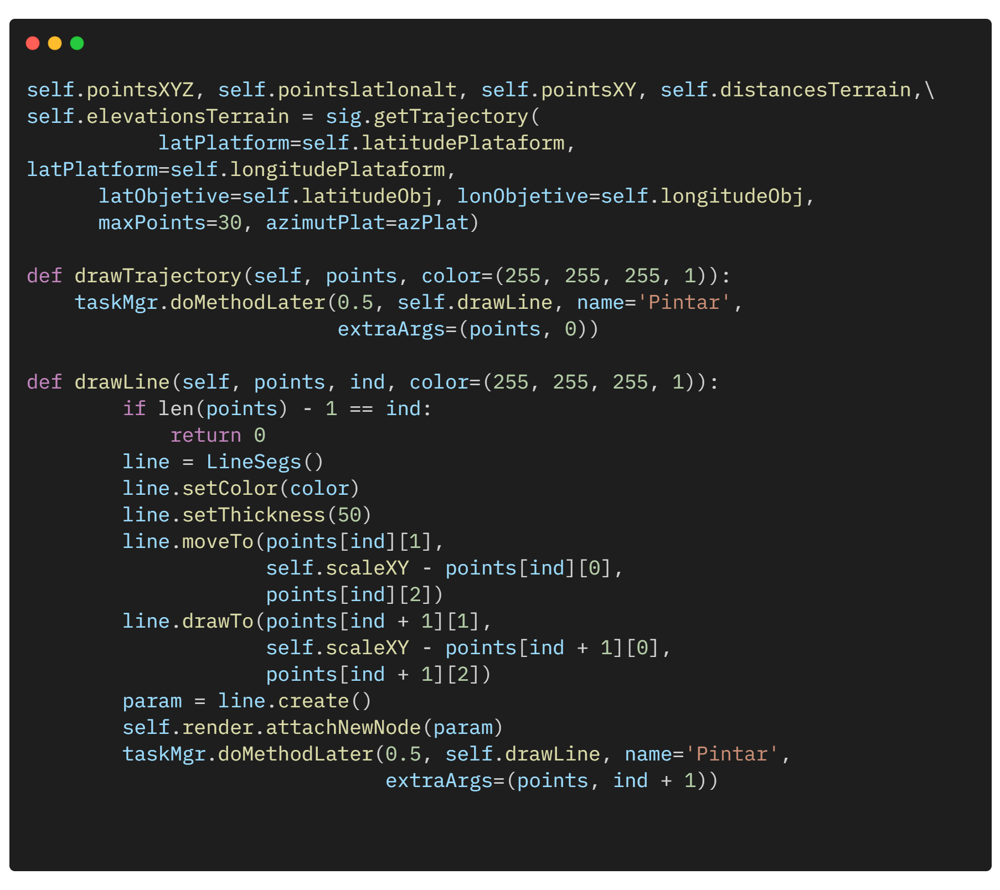 self.pointsXYZ, self.pointslatlonalt, self.pointsXY, self.distancesTerrain,\
self.elevationsTerrain = sig.getTrajectory(
           latPlatform=self.latitudePlataform,
latPlatform=self.longitudePlataform,
      latObjetive=self.latitudeObj, lonObjetive=self.longitudeObj,
      maxPoints=30, azimutPlat=azPlat)

def drawTrajectory(self, points, color=(255, 255, 255, 1)):
    taskMgr.doMethodLater(0.5, self.drawLine, name='Pintar',
                          extraArgs=(points, 0))

def drawLine(self, points, ind, color=(255, 255, 255, 1)):
        if len(points) - 1 == ind:
            return 0
        line = LineSegs()
        line.setColor(color)
        line.setThickness(50)
        line.moveTo(points[ind][1],
                    self.scaleXY - points[ind][0],
                    points[ind][2])
        line.drawTo(points[ind + 1][1],
                    self.scaleXY - points[ind + 1][0],
                    points[ind + 1][2])
        param = line.create()
        self.render.attachNewNode(param)
        taskMgr.doMethodLater(0.5, self.drawLine, name='Pintar',
                              extraArgs=(points, ind + 1))